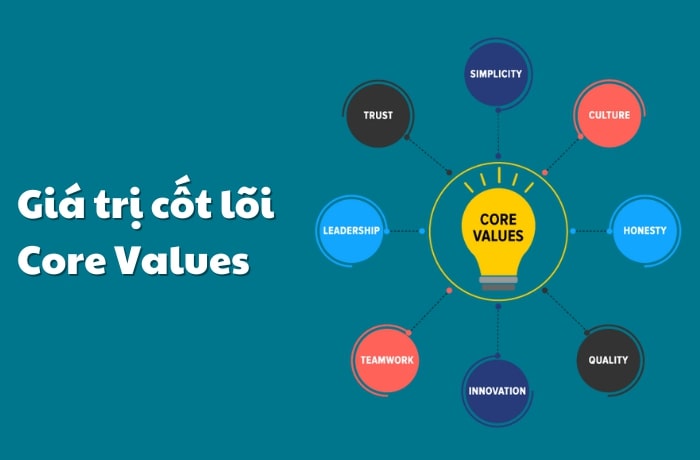 Giá trị cốt lõi
Core Values
SIMPLICITY
TRUST
CULTURE
LEADERSHIP
CORE
VALUES
HONESTY
TEAMWORK
QUALITY
INNOVATION